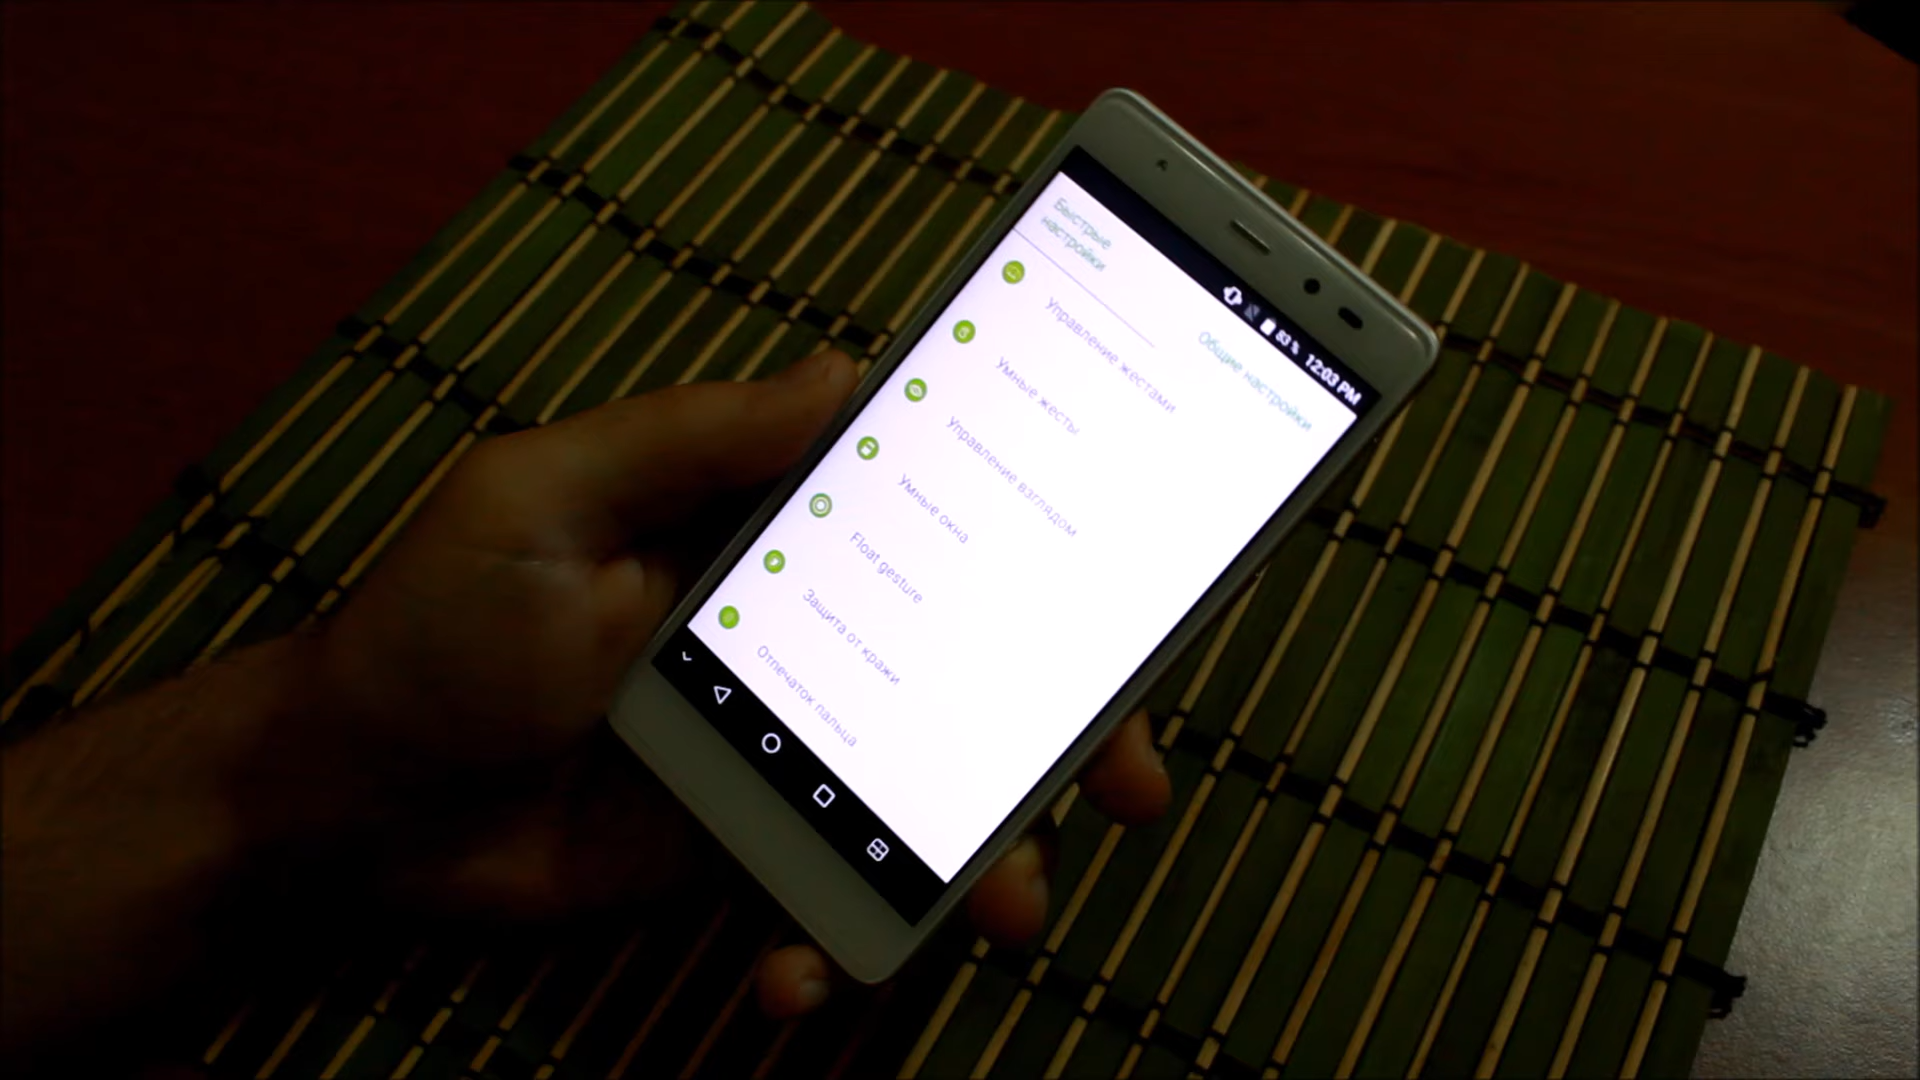 83 % 12:03 PM
Быстрые
настройки
Общие настройки
Управление жестами
Умные жесты
Управление взглядом
Умные окна
Float gesture
Защита от кражи
Отпечаток пальца